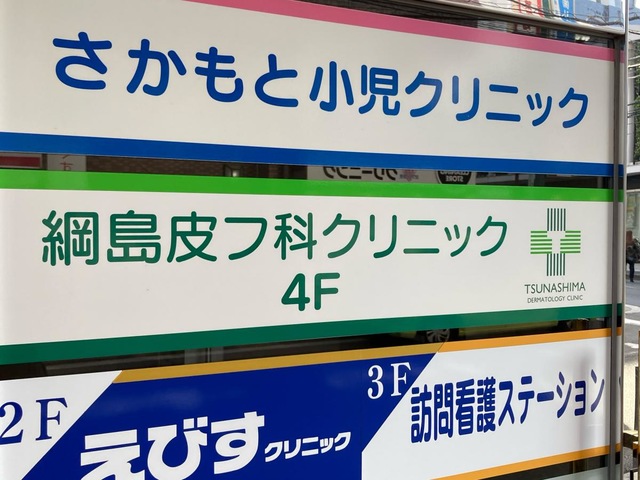 さかもと小児クリニック
綱島皮フ科クリニック
4F
TSUNASHIMA
DERMATOLOGY CLINIC
2F
えびすクリニック
3F
訪問看護ステーション